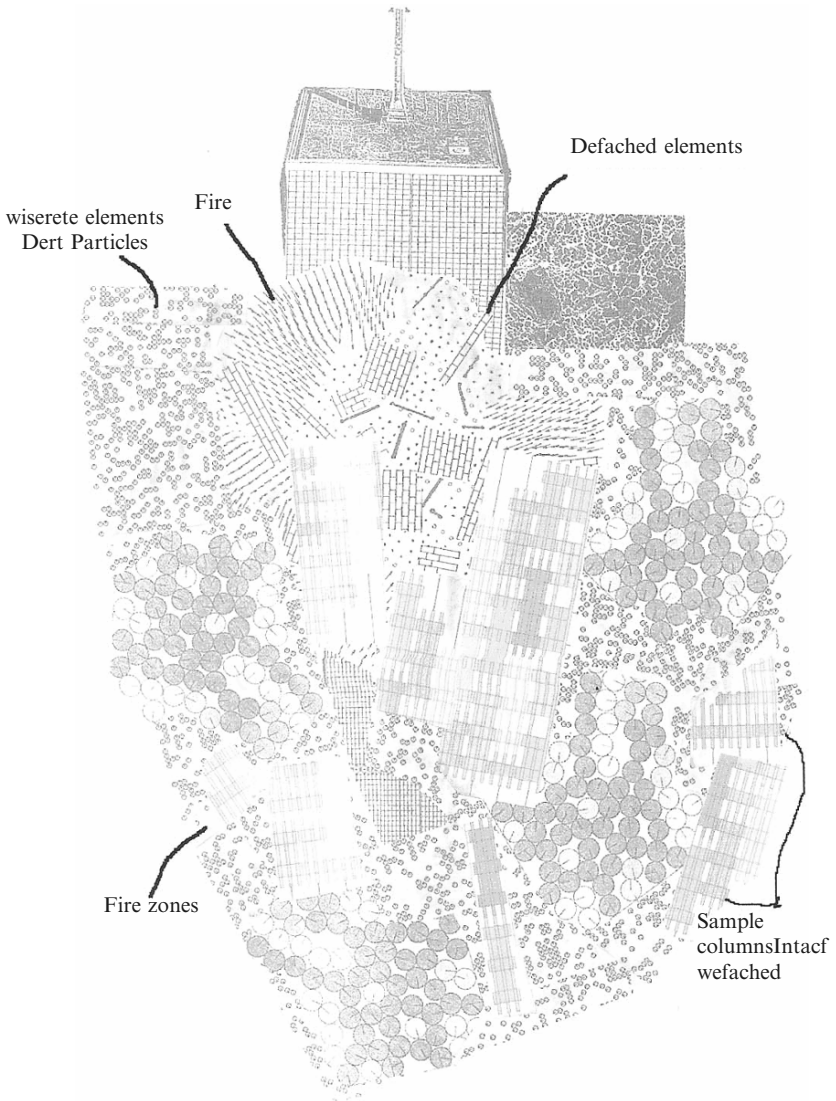 Defached elements
Fire
wiserete elements
Dert Particles
Fire zones
Sample
columnsIntacf
wefached